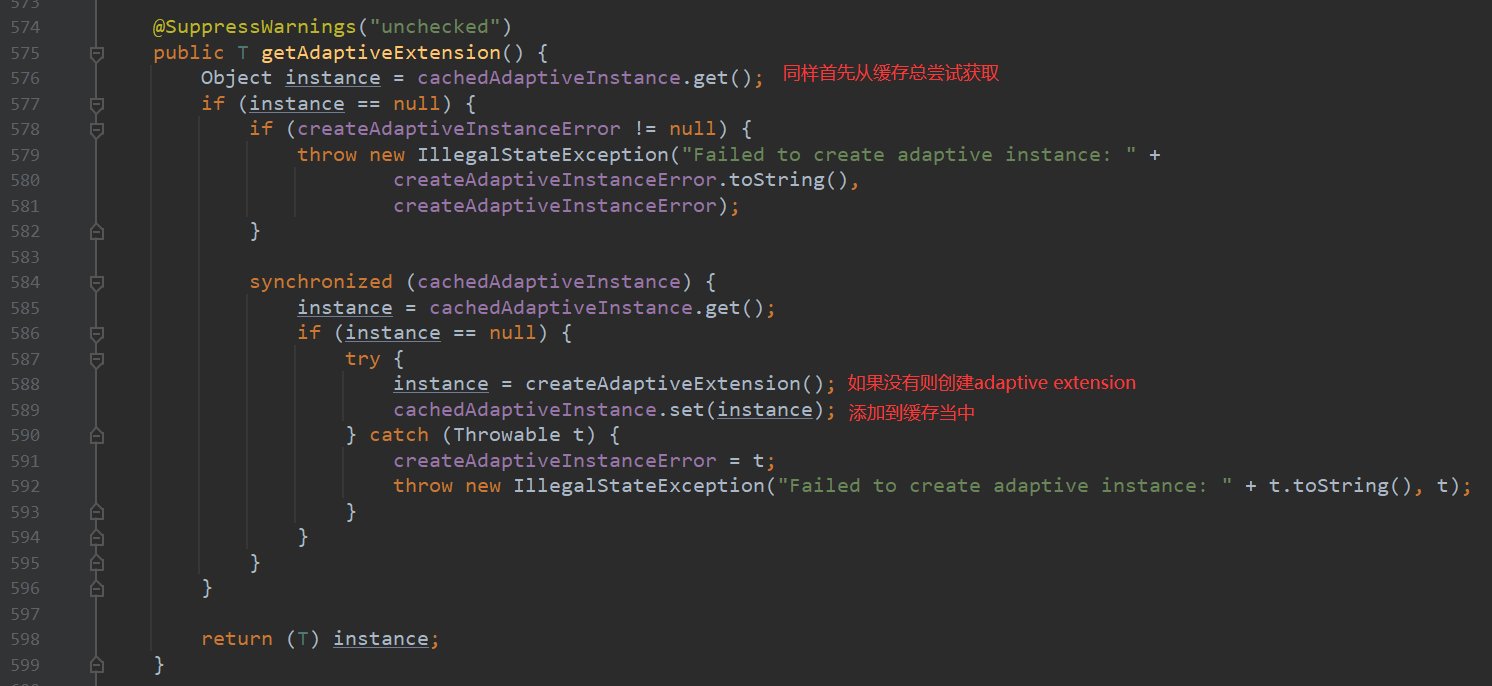 573
574 @SuppressWarnings("unchecked")
575 public T getAdaptiveExtension() {
576 Object instance = cachedAdaptiveInstance.get(); 同样首先从缓存总尝试获取
577 if (instance == null) {
578 if (createAdaptiveInstanceError != null) {
579 throw new IllegalStateException("Failed to create adaptive instance: " +
580 createAdaptiveInstanceError.toString(),
581 createAdaptiveInstanceError);
582 }
583
584 synchronized (cachedAdaptiveInstance) {
585 instance = cachedAdaptiveInstance.get();
586 if (instance == null) {
587 try {
588 instance = createAdaptiveExtension(); 如果没有则创建adaptive extension
589 cachedAdaptiveInstance.set(instance); 添加到缓存当中
590 } catch (Throwable t) {
591 createAdaptiveInstanceError = t;
592 throw new IllegalStateException("Failed to create adaptive instance: " + t.toString(), t);
593 }
594 }
595 }
596 }
597
598 return (T) instance;
599 }